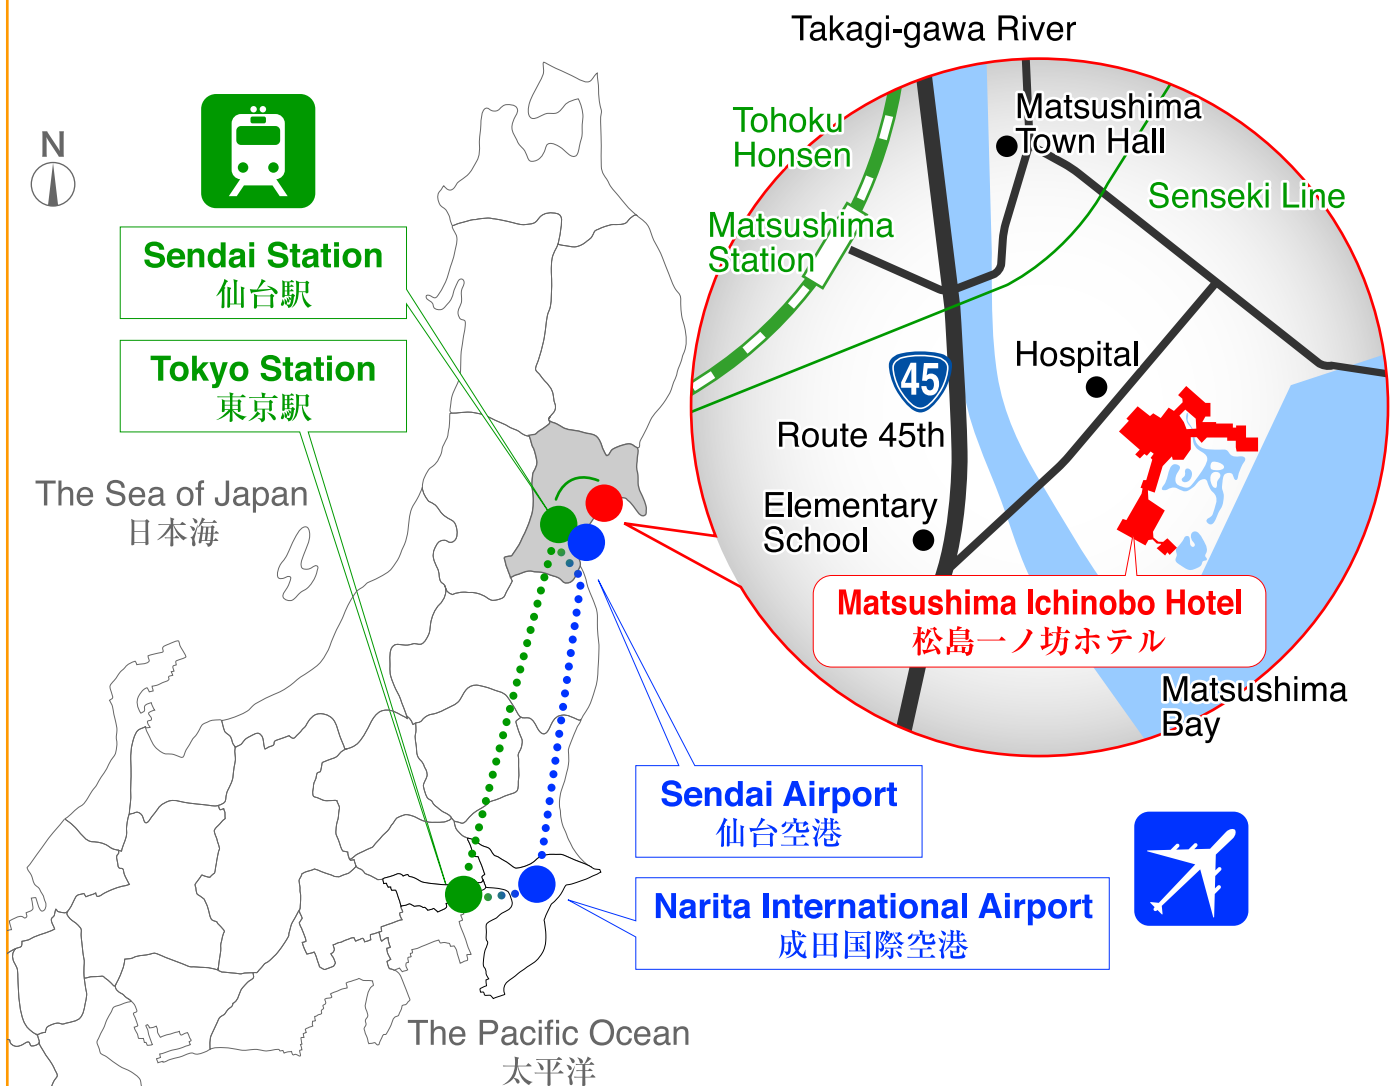 Takagi-gawa River
N
Tohoku
Honsen
Matsushima
Town Hall
Matsushima
Station
Senseki Line
Sendai Station
仙台駅
Tokyo Station
東京駅
45
Route 45th
Hospital
Elementary
School
The Sea of Japan
日本海
Matsushima Ichinobo Hotel
松島一ノ坊ホテル
Matsushima
Bay
Sendai Airport
仙台空港
Narita International Airport
成田国際空港
The Pacific Ocean
太平洋